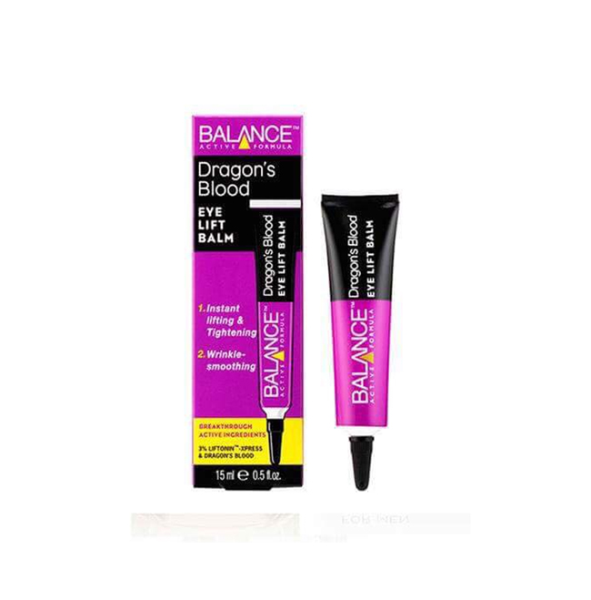 BALANCE™
ACTIVE FORMULA
Dragon's
Blood
EYE
LIFT
BALM
1.Instant
lifting &
Tightening
2.Wrinkle-
smoothing
BREAKTHROUGH
ACTIVE INGREDIENTS
3% LIFTONIN™-XPRESS
& DRAGON'S BLOOD
15 ml e 0.5 fl.oz.
Dragon's Blood
EYE LIFT BALM
BALANCE
ACTIVE FORMULA
Dragon's Blood
EYE LIFT BALM
BALANCE™
ACTIVE FORMULA